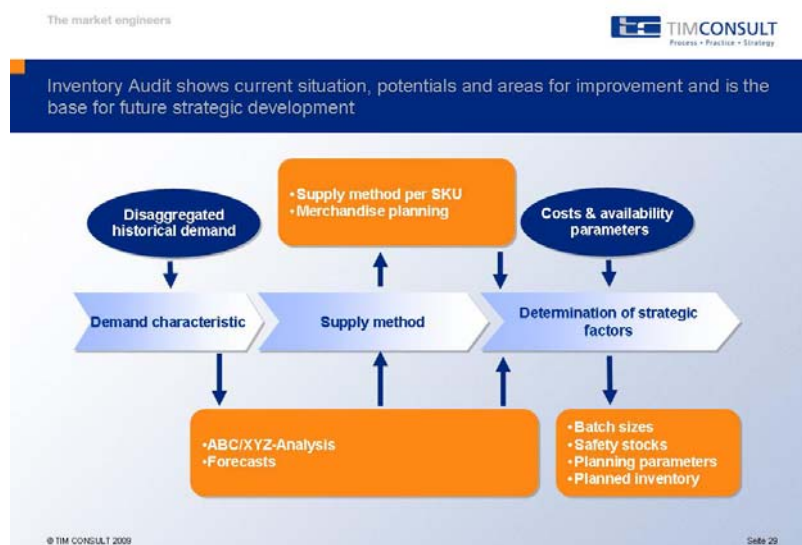 The market engineers
tc TIMCONSULT
Process • Practice • Strategy
Inventory Audit shows current situation, potentials and areas for improvement and is the
base for future strategic development
Disaggregated
historical demand
•Supply method per SKU
•Merchandise planning
Costs & availability
parameters
Demand characteristic
Supply method
Determination of strategic
factors
•ABC/XYZ-Analysis
•Forecasts
•Batch sizes
•Safety stocks
•Planning parameters
•Planned inventory
© TIM CONSULT 2009
Seite 29